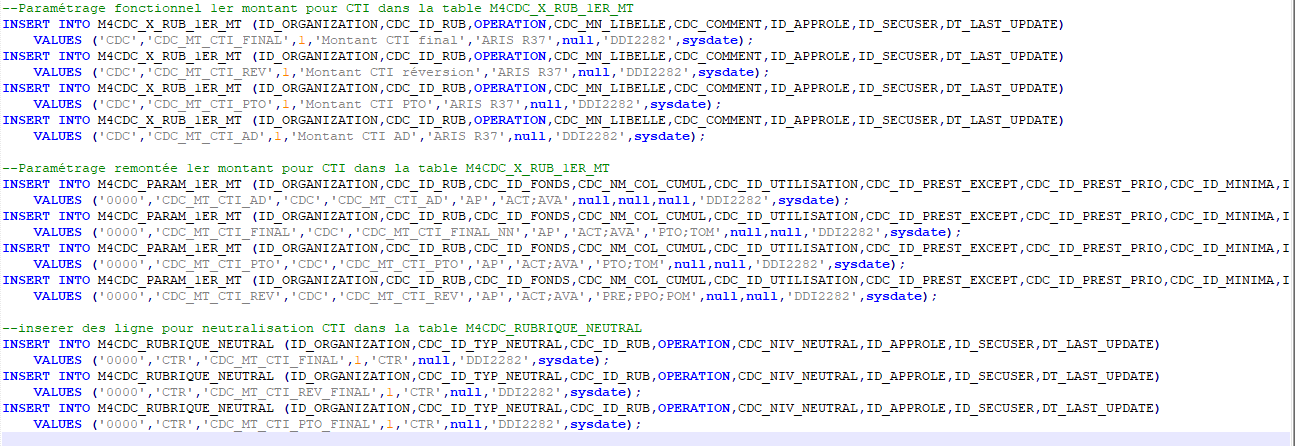 --Paramétrage fonctionnel 1er montant pour CTI dans la table M4CDC_X_RUB_1ER_MT
INSERT INTO M4CDC_X_RUB_1ER_MT (ID_ORGANIZATION,CDC_ID_RUB,OPERATION,CDC_MN_LIBELLE,CDC_COMMENT,ID_APPROLE,ID_SECUSER,DT_LAST_UPDATE)
VALUES ('CDC','CDC_MT_CTI_FINAL',1,'Montant CTI final','ARIS R37',null,'DDI2282',sysdate);
INSERT INTO M4CDC_X_RUB_1ER_MT (ID_ORGANIZATION,CDC_ID_RUB,OPERATION,CDC_MN_LIBELLE,CDC_COMMENT,ID_APPROLE,ID_SECUSER,DT_LAST_UPDATE)
VALUES ('CDC','CDC_MT_CTI_REV',1,'Montant CTI réversion','ARIS R37',null,'DDI2282',sysdate);
INSERT INTO M4CDC_X_RUB_1ER_MT (ID_ORGANIZATION,CDC_ID_RUB,OPERATION,CDC_MN_LIBELLE,CDC_COMMENT,ID_APPROLE,ID_SECUSER,DT_LAST_UPDATE)
VALUES ('CDC','CDC_MT_CTI_PTO',1,'Montant CTI PTO','ARIS R37',null,'DDI2282',sysdate);
INSERT INTO M4CDC_X_RUB_1ER_MT (ID_ORGANIZATION,CDC_ID_RUB,OPERATION,CDC_MN_LIBELLE,CDC_COMMENT,ID_APPROLE,ID_SECUSER,DT_LAST_UPDATE)
VALUES ('CDC','CDC_MT_CTI_AD',1,'Montant CTI AD','ARIS R37',null,'DDI2282',sysdate);
--Paramétrage remontée 1er montant pour CTI dans la table M4CDC_X_RUB_1ER_MT
INSERT INTO M4CDC_PARAM_1ER_MT (ID_ORGANIZATION,CDC_ID_RUB,CDC_ID_FONDS,CDC_NM_COL_CUMUL,CDC_ID_UTILISATION,CDC_ID_PREST_EXCEPT,CDC_ID_PREST_PRIO,CDC_ID_MINIMA,I
VALUES ('0000','CDC_MT_CTI_AD','CDC','CDC_MT_CTI_AD','AP','ACT;AVA',null,null,null,'DDI2282',sysdate);
INSERT INTO M4CDC_PARAM_1ER_MT (ID_ORGANIZATION,CDC_ID_RUB,CDC_ID_FONDS,CDC_NM_COL_CUMUL,CDC_ID_UTILISATION,CDC_ID_PREST_EXCEPT,CDC_ID_PREST_PRIO,CDC_ID_MINIMA,I
VALUES ('0000','CDC_MT_CTI_FINAL','CDC','CDC_MT_CTI_FINAL_NN','AP','ACT;AVA','PTO;TOM',null,null,'DDI2282',sysdate);
INSERT INTO M4CDC_PARAM_1ER_MT (ID_ORGANIZATION,CDC_ID_RUB,CDC_ID_FONDS,CDC_NM_COL_CUMUL,CDC_ID_UTILISATION,CDC_ID_PREST_EXCEPT,CDC_ID_PREST_PRIO,CDC_ID_MINIMA,I
VALUES ('0000','CDC_MT_CTI_PTO','CDC','CDC_MT_CTI_PTO','AP','ACT;AVA','PTO;TOM',null,null,'DDI2282',sysdate);
INSERT INTO M4CDC_PARAM_1ER_MT (ID_ORGANIZATION,CDC_ID_RUB,CDC_ID_FONDS,CDC_NM_COL_CUMUL,CDC_ID_UTILISATION,CDC_ID_PREST_EXCEPT,CDC_ID_PREST_PRIO,CDC_ID_MINIMA,I
VALUES ('0000','CDC_MT_CTI_REV','CDC','CDC_MT_CTI_REV','AP','ACT;AVA','PRE;PPO;POM',null,null,'DDI2282',sysdate);
--inserer des ligne pour neutralisation CTI dans la table M4CDC_RUBRIQUE_NEUTRAL
INSERT INTO M4CDC_RUBRIQUE_NEUTRAL (ID_ORGANIZATION,CDC_ID_TYP_NEUTRAL,CDC_ID_RUB,OPERATION,CDC_NIV_NEUTRAL,ID_APPROLE,ID_SECUSER,DT_LAST_UPDATE)
VALUES ('0000','CTR','CDC_MT_CTI_FINAL',1,'CTR',null,'DDI2282',sysdate);
INSERT INTO M4CDC_RUBRIQUE_NEUTRAL (ID_ORGANIZATION,CDC_ID_TYP_NEUTRAL,CDC_ID_RUB,OPERATION,CDC_NIV_NEUTRAL,ID_APPROLE,ID_SECUSER,DT_LAST_UPDATE)
VALUES ('0000','CTR','CDC_MT_CTI_REV_FINAL',1,'CTR',null,'DDI2282',sysdate);
INSERT INTO M4CDC_RUBRIQUE_NEUTRAL (ID_ORGANIZATION,CDC_ID_TYP_NEUTRAL,CDC_ID_RUB,OPERATION,CDC_NIV_NEUTRAL,ID_APPROLE,ID_SECUSER,DT_LAST_UPDATE)
VALUES ('0000','CTR','CDC_MT_CTI_PTO_FINAL',1,'CTR',null,'DDI2282',sysdate);